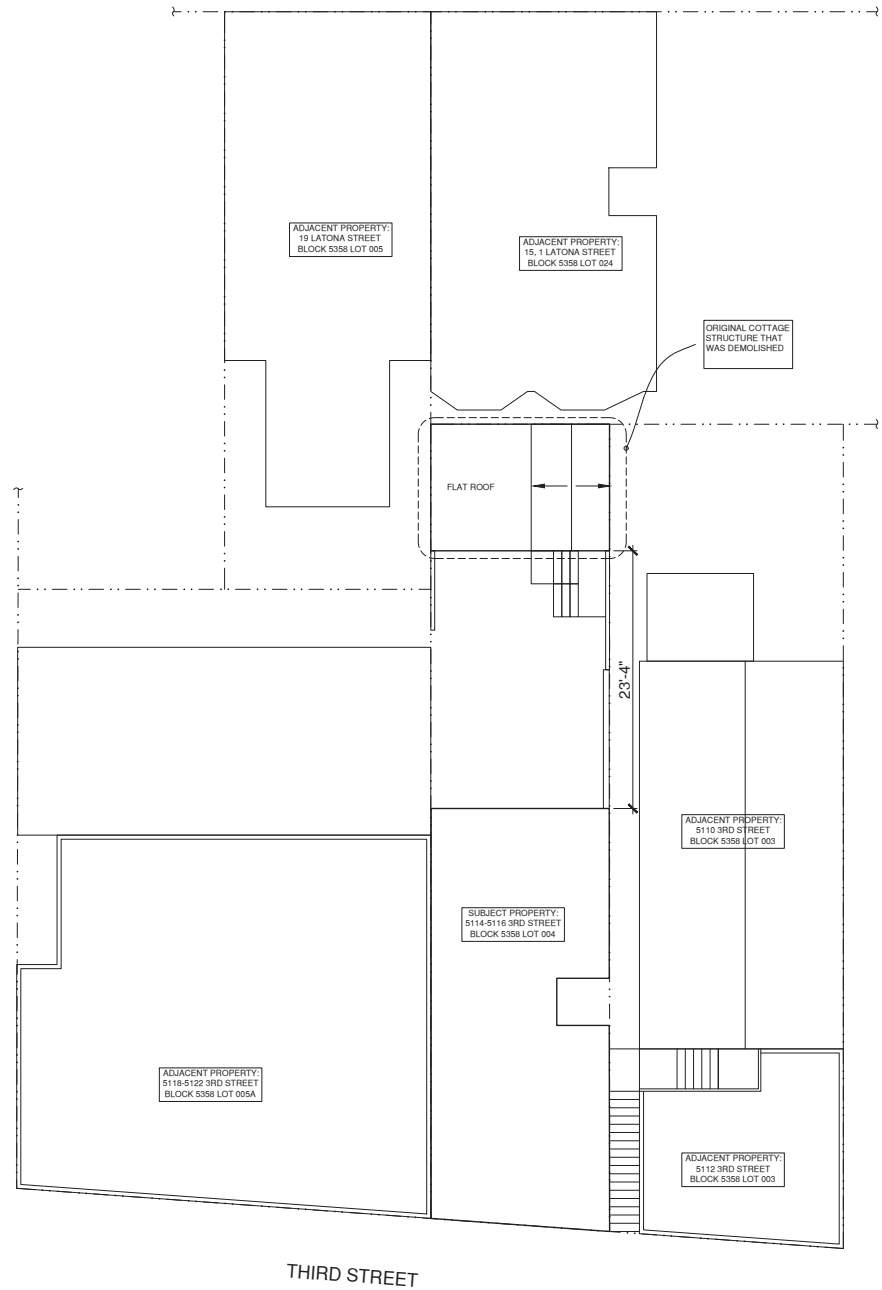 ADJACENT PROPERTY:
19 LATONA STREET
BLOCK 5358 LOT 005
ADJACENT PROPERTY:
15, 1 LATONA STREET
BLOCK 5358 LOT 024
ORIGINAL COTTAGE
STRUCTURE THAT
WAS DEMOLISHED
FLAT ROOF
23'-4"
ADJACENT PROPERTY:
5110 3RD STREET
BLOCK 5358 LOT 003
SUBJECT PROPERTY:
5114-5116 3RD STREET
BLOCK 5358 LOT 004
ADJACENT PROPERTY:
5118-5122 3RD STREET
BLOCK 5358 LOT 005A
ADJACENT PROPERTY:
5112 3RD STREET
BLOCK 5358 LOT 003
THIRD STREET